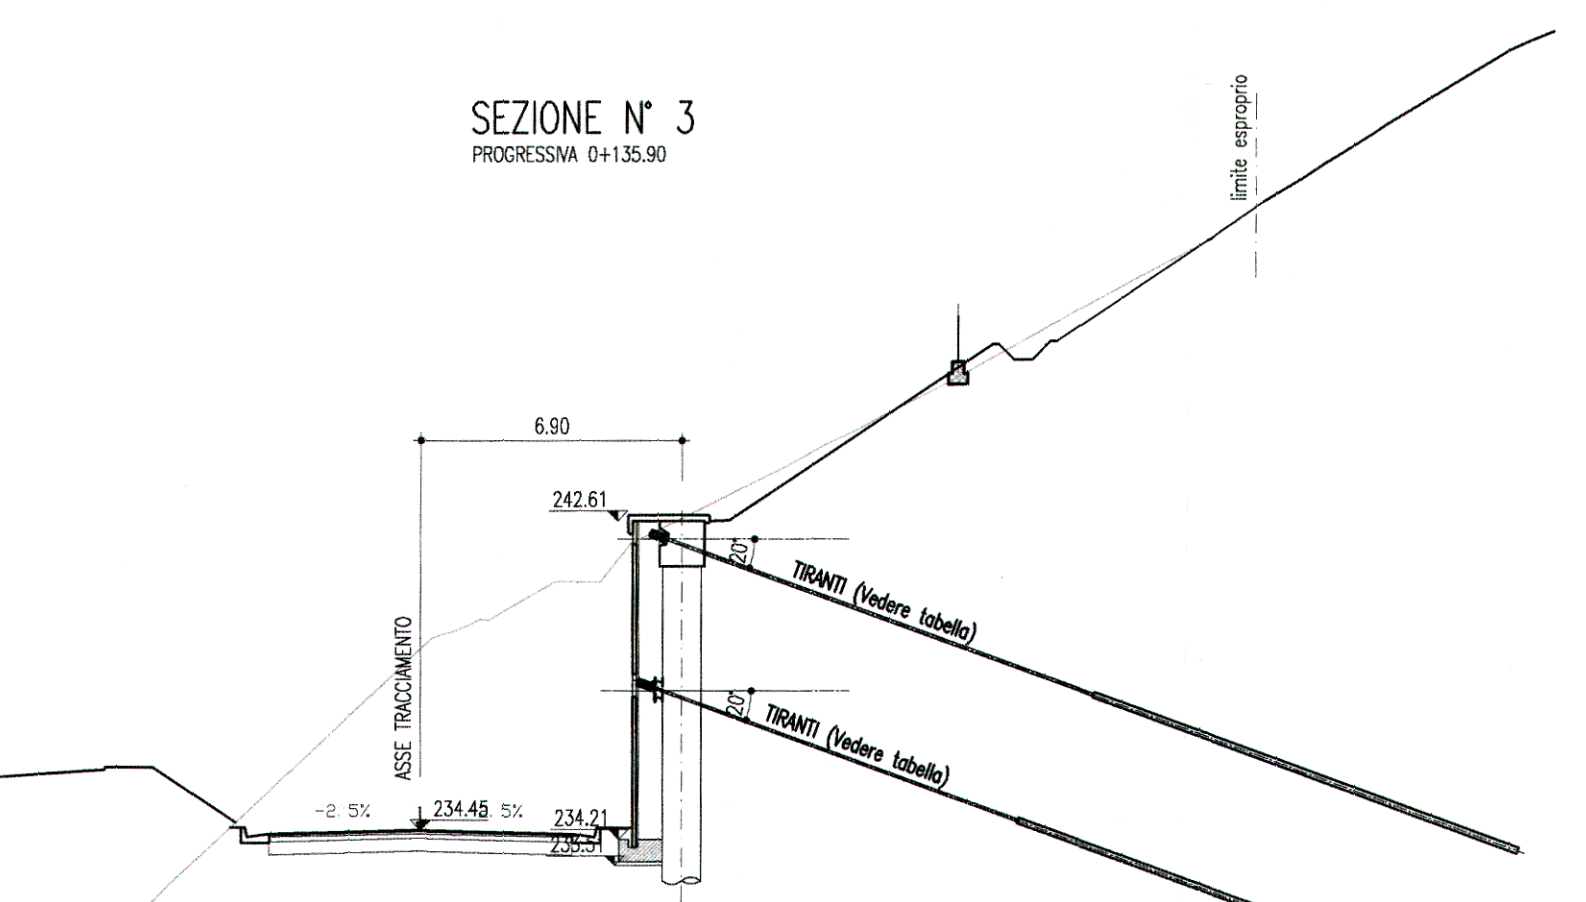 SEZIONE N° 3
PROGRESSIVA 0+135.90
limite esproprio
6.90
242.61
20°
TIRANTI (Vedere tabella)
ASSE TRACCIAMENTO
20°
TIRANTI (Vedere tabella)
-2.5%
234.45
5%
234.21